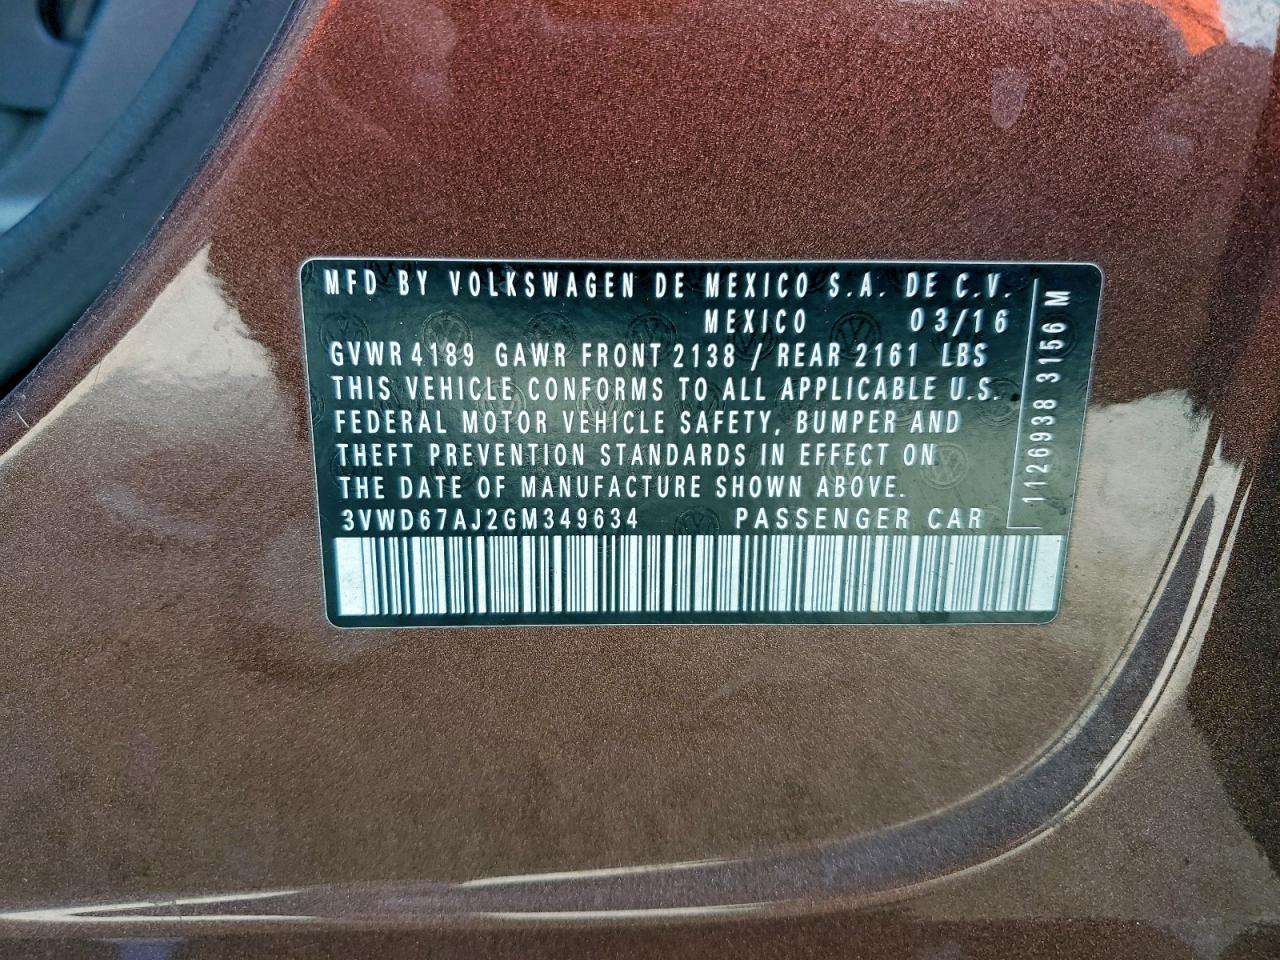 MFD BY VOLKSWAGEN DE MEXICO S.A. DE C.V.
MEXICO 03/16
GVWR 4189 GAWR FRONT 2138 / REAR 2161 LBS
THIS VEHICLE CONFORMS TO ALL APPLICABLE U.S.
FEDERAL MOTOR VEHICLE SAFETY, BUMPER AND
THEFT PREVENTION STANDARDS IN EFFECT ON
THE DATE OF MANUFACTURE SHOWN ABOVE.
3VWD67AJ2GM349634 PASSENGER CAR
1126938 3156 M